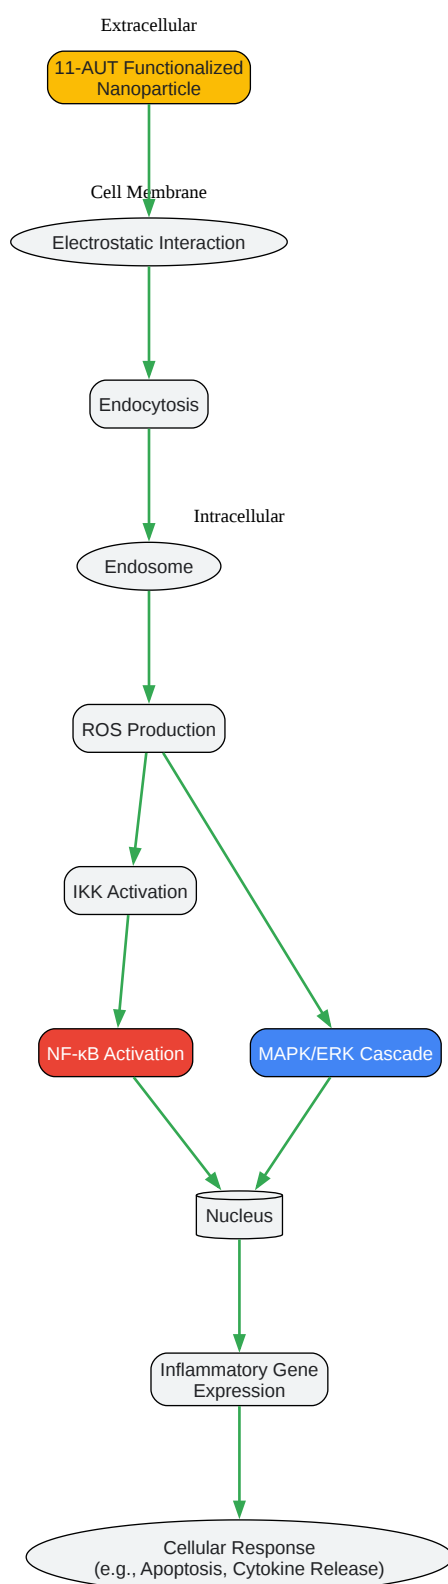 Extracellular
11-AUT Functionalized
Nanoparticle
Cell Membrane
Electrostatic Interaction
Endocytosis
Intracellular
Endosome
ROS Production
IKK Activation
NF-κB Activation
MAPK/ERK Cascade
Nucleus
Inflammatory Gene
Expression
Cellular Response
(e.g., Apoptosis, Cytokine Release)